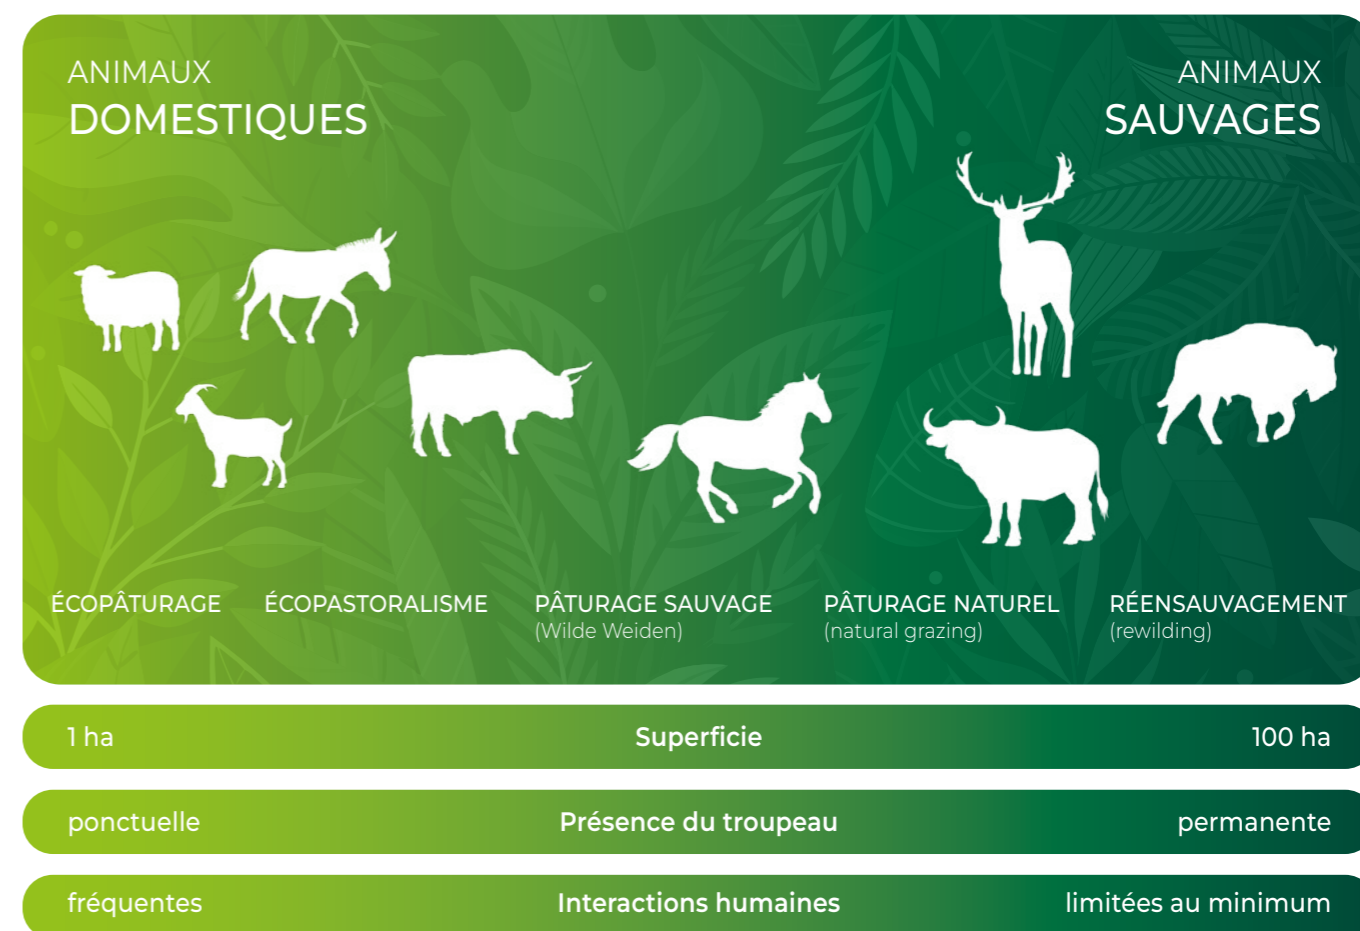 ANIMAUX
DOMESTIQUES
ANIMAUX
SAUVAGES
ÉCOPÂTURAGE
ÉCOPASTORALISME
PÂTURAGE SAUVAGE
(Wilde Weiden)
PÂTURAGE NATUREL
(natural grazing)
RÉENSAUVAGEMENT
(rewilding)
1 ha Superficie 100 ha
ponctuelle Présence du troupeau permanente
fréquentes Interactions humaines limitées au minimum